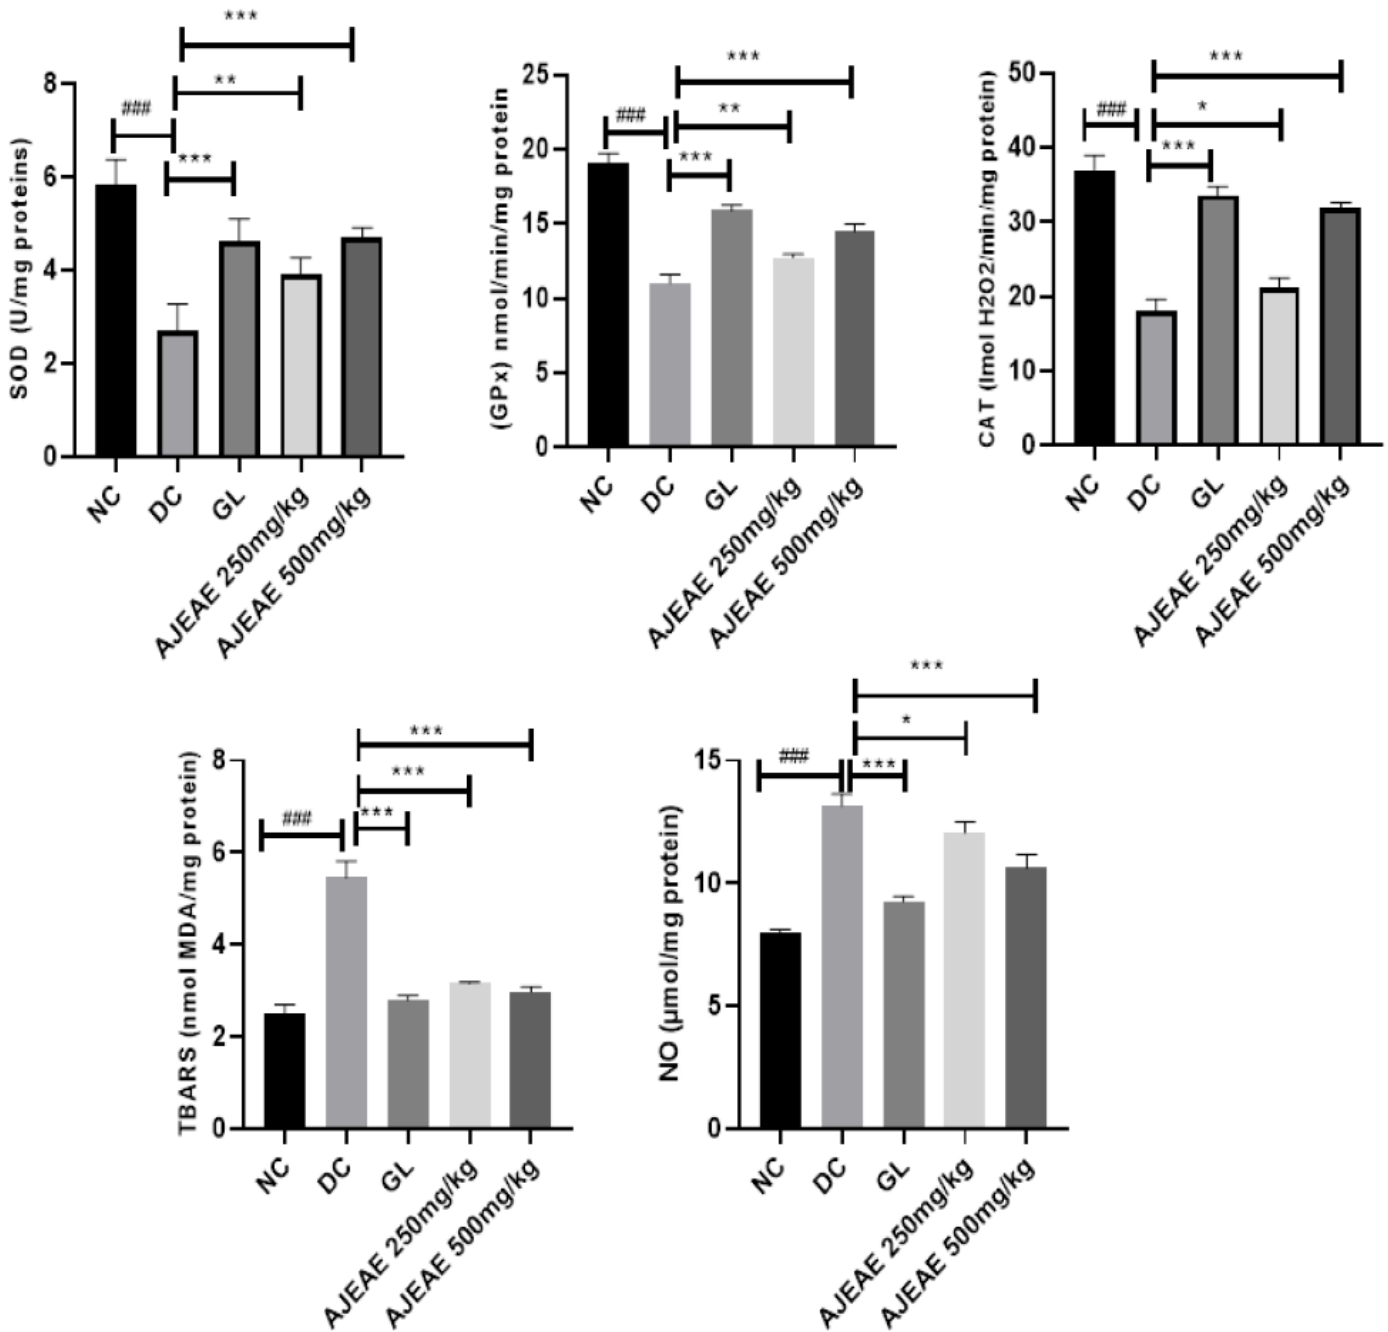 ***
**
###
***
SOD (U/mg proteins)
8
6
4
2
0
NC
DC
GL
AJEAE 250mg/kg
AJEAE 500mg/kg
***
**
###
***
(GPx) nmol/min/mg protein
25
20
15
10
5
0
NC
DC
GL
AJEAE 250mg/kg
AJEAE 500mg/kg
***
*
###
***
CAT (lmol H2O2/min/mg protein)
50
40
30
20
10
0
NC
DC
GL
AJEAE 250mg/kg
AJEAE 500mg/kg
***
***
***
###
TBARS (nmol MDA/mg protein)
8
6
4
2
0
NC
DC
GL
AJEAE 250mg/kg
AJEAE 500mg/kg
***
*
###
***
NO (µmol/mg protein)
15
10
5
0
NC
DC
GL
AJEAE 250mg/kg
AJEAE 500mg/kg